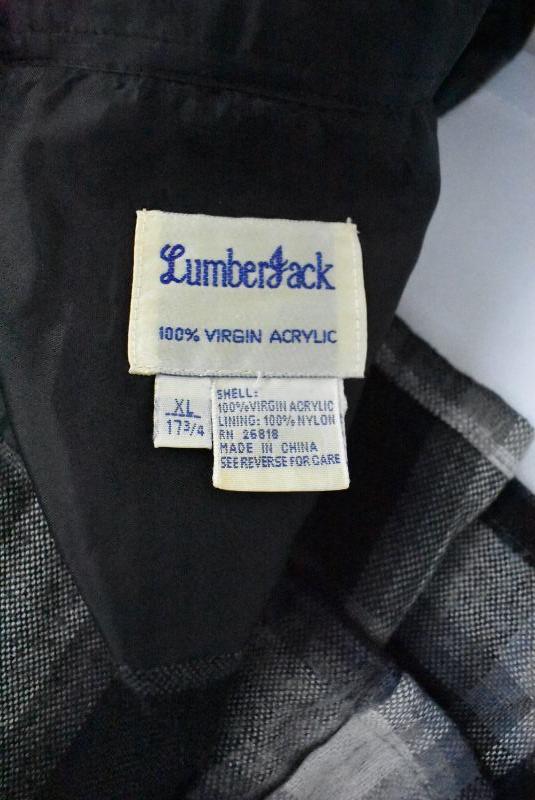 LumberJack
100% VIRGIN ACRYLIC
XL
17 3/4
SHELL:
100% VIRGIN ACRYLIC
LINING: 100% NYLON
RN 26818
MADE IN CHINA
SEE REVERSE FOR CARE